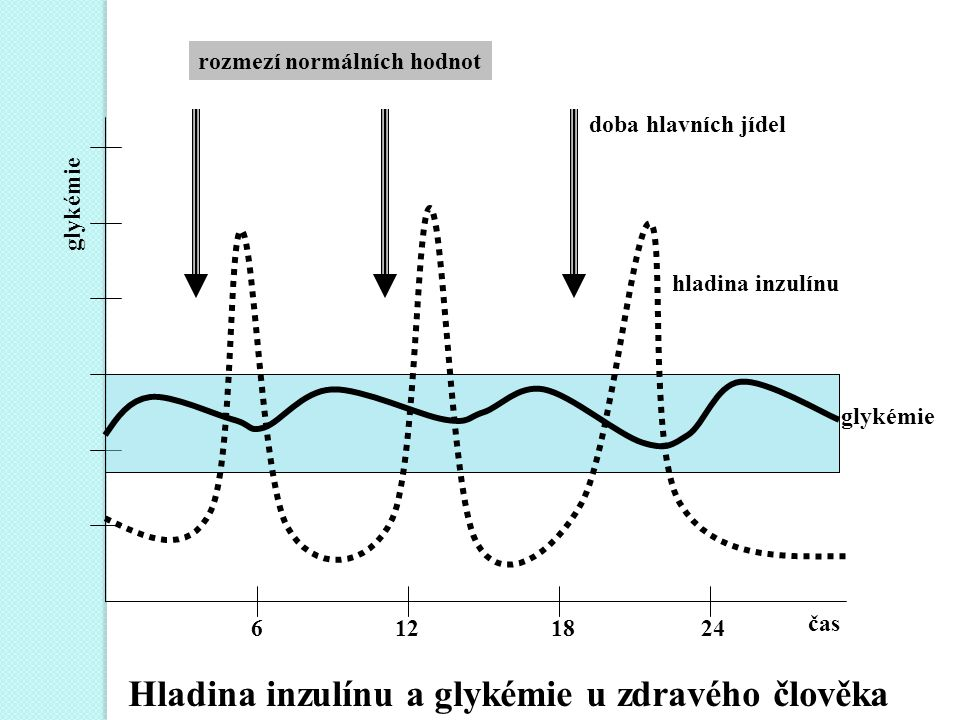 rozmezí normálních hodnot
doba hlavních jídel
glykémie
hladina inzulínu
glykémie
6 12 18 24
čas
Hladina inzulínu a glykémie u zdravého člověka